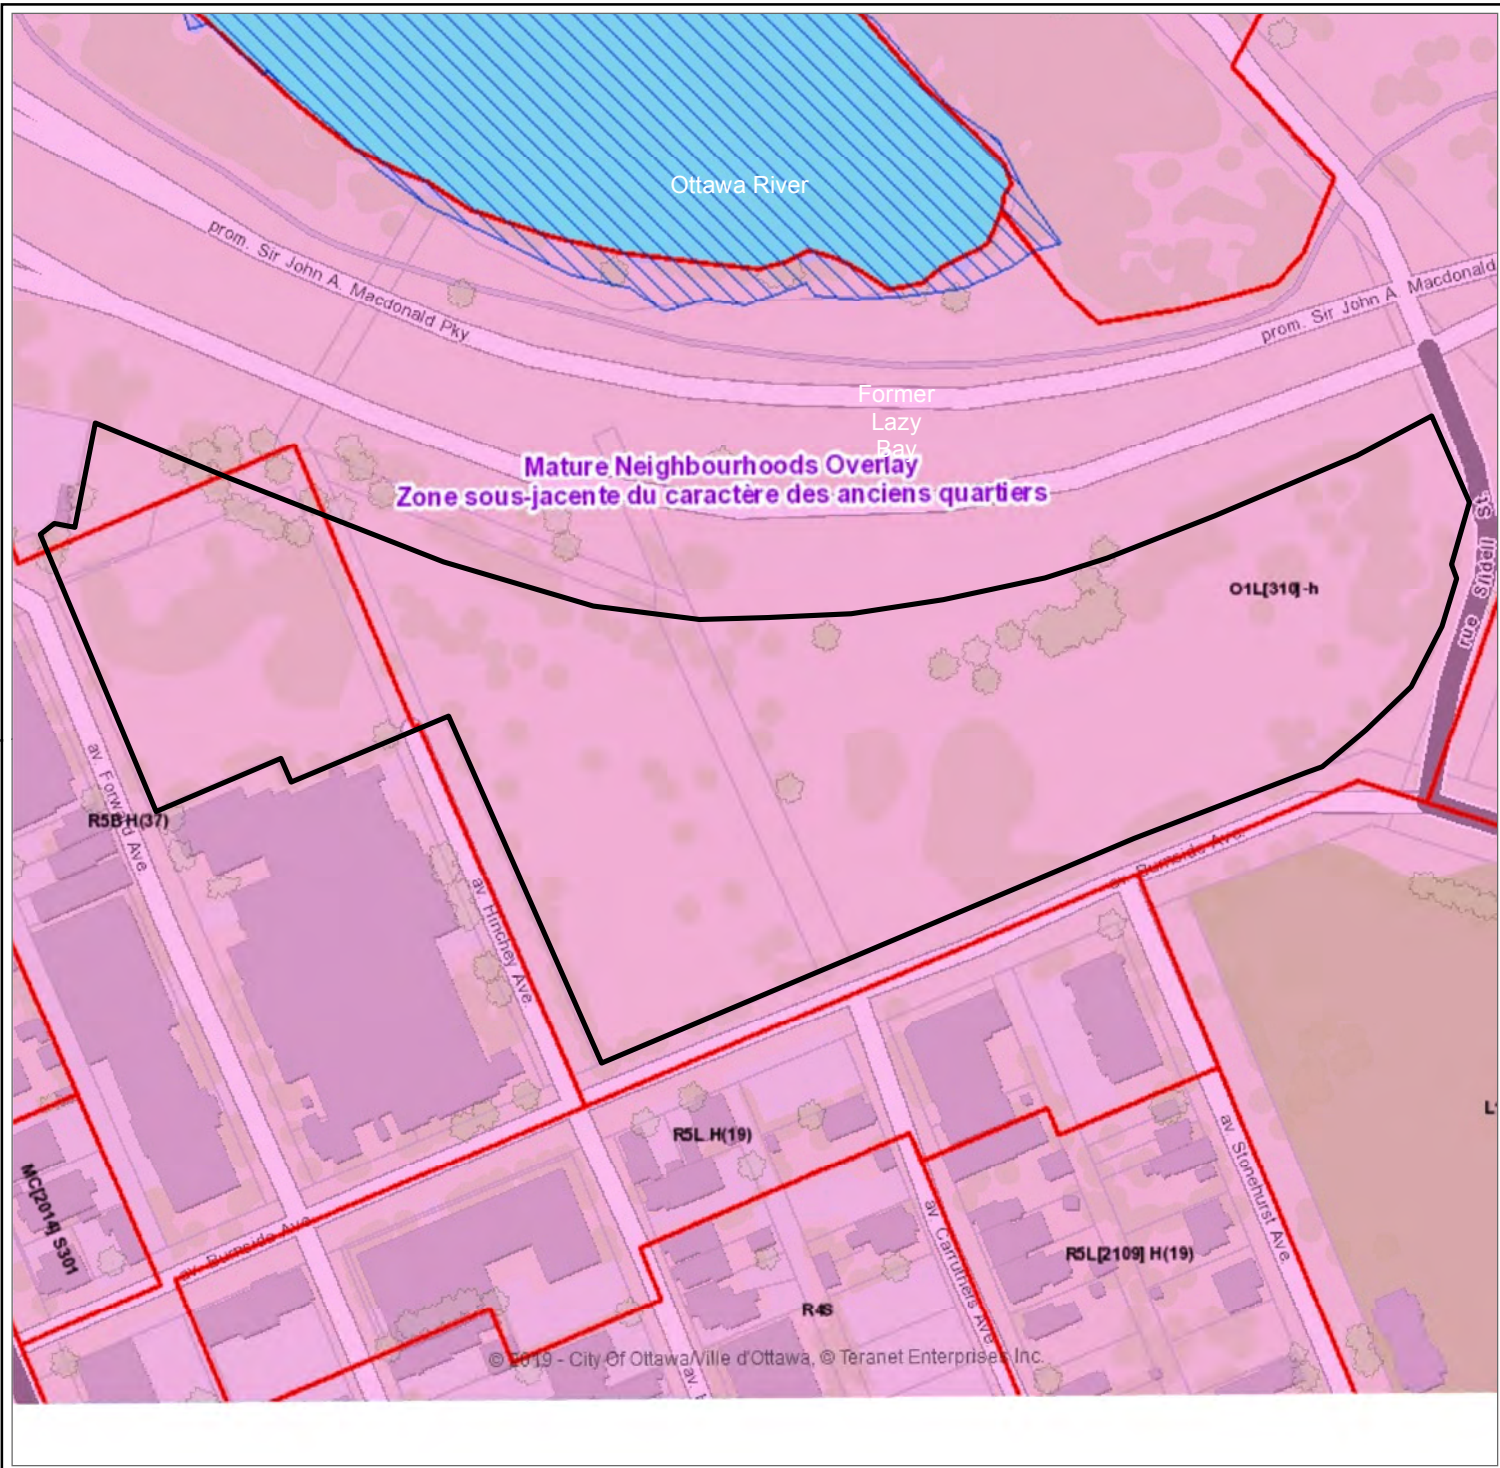 Ottawa River
prom. Sir John A. Macdonald Pky
prom. Sir John A. Macdonald
Former
Lazy
Bay
Mature Neighbourhoods Overlay
Zone sous-jacente du caractère des anciens quartiers
O1L[310]-h
rue Slidell St.
av. Forward Ave.
R5B H(37)
av. Burnside Ave.
av. Hinchey Ave.
R5L H(19)
MC[2014] S301
av. Stonehurst Ave.
av. Carruthers Ave.
R5L[2109] H(19)
av. Burnside Ave.
R4S
© 2019 - City Of Ottawa/Ville d'Ottawa, © Teranet Enterprises Inc.
av.